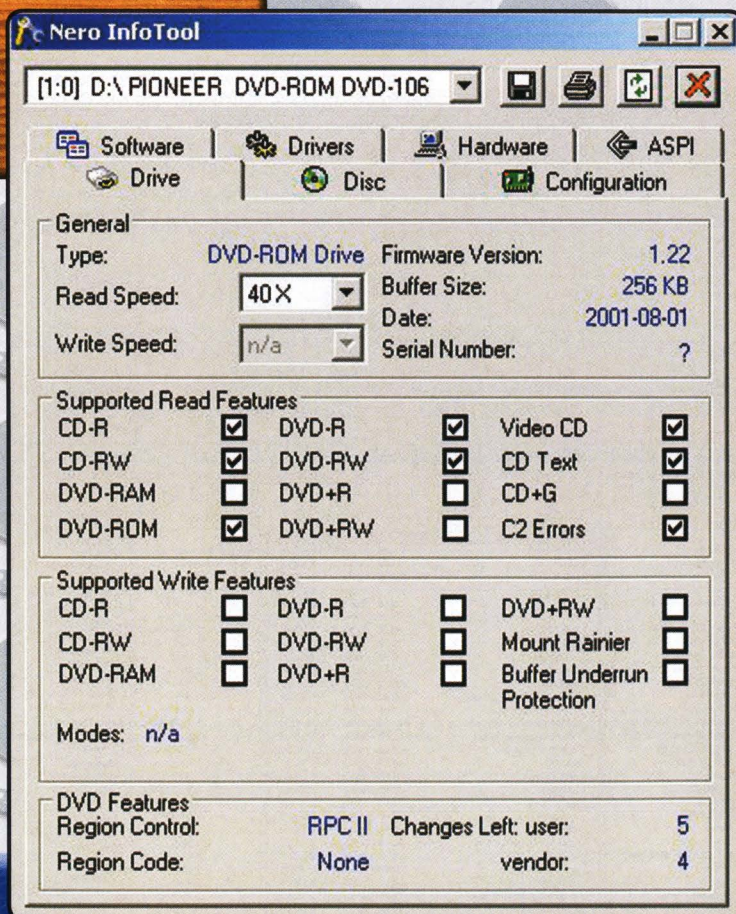 Nero InfoTool
[1:0] D:\ PIONEER DVD-ROM DVD-106
Software Drivers Hardware ASPI
Drive Disc Configuration
General
Type: DVD-ROM Drive Firmware Version: 1.22
Read Speed: 40 X Buffer Size: 256 KB
Date: 2001-08-01
Write Speed: n/a Serial Number: ?
Supported Read Features
CD-R DVD-R Video CD
CD-RW DVD-RW CD Text
DVD-RAM DVD+R CD+G
DVD-ROM DVD+RW C2 Errors
Supported Write Features
CD-R DVD-R DVD+RW
CD-RW DVD-RW Mount Rainier
DVD-RAM DVD+R Buffer Underrun
Protection
Modes: n/a
DVD Features
Region Control: RPC II Changes Left: user: 5
Region Code: None vendor: 4